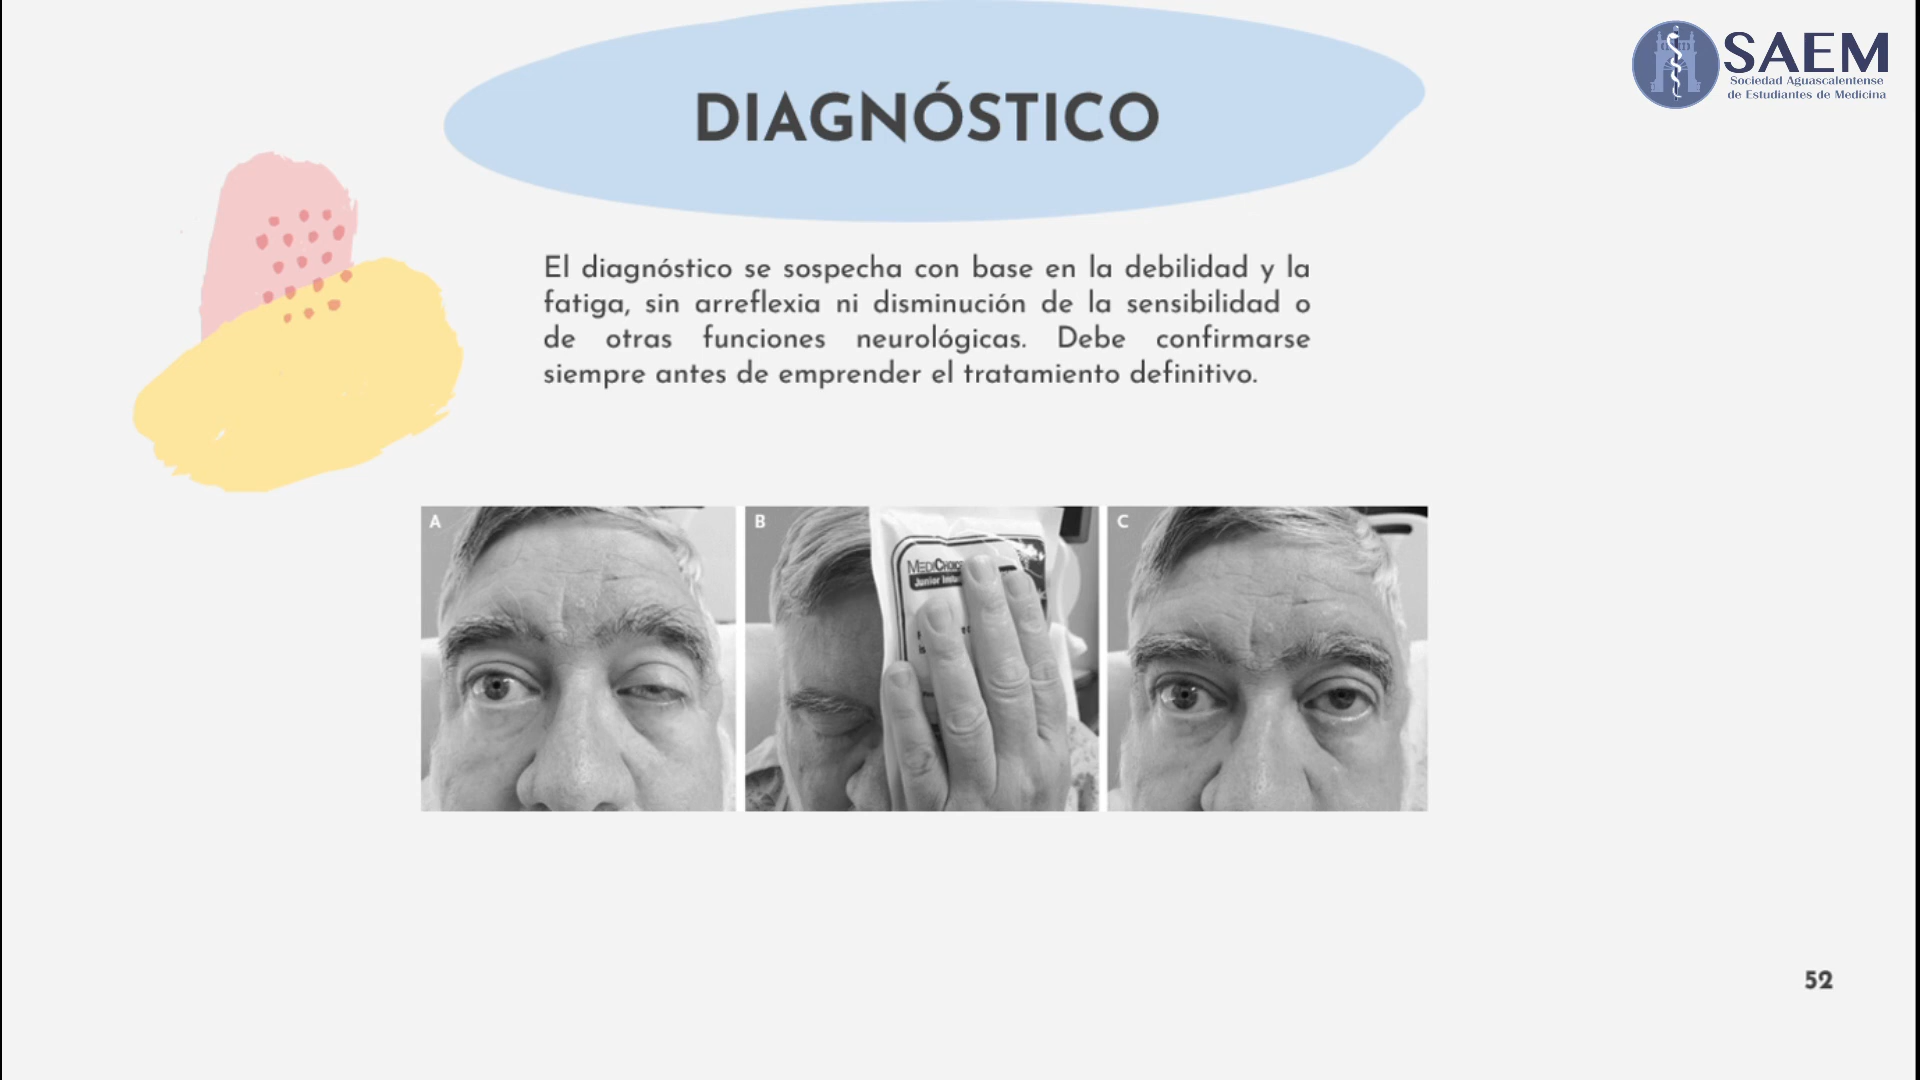 SAEM
Sociedad Aguascalentense
de Estudiantes de Medicina
DIAGNÓSTICO
El diagnóstico se sospecha con base en la debilidad y la
fatiga, sin arreflexia ni disminución de la sensibilidad o
de otras funciones neurológicas. Debe confirmarse
siempre antes de emprender el tratamiento definitivo.
A
B
C
MEDICHOICE
Junior
52